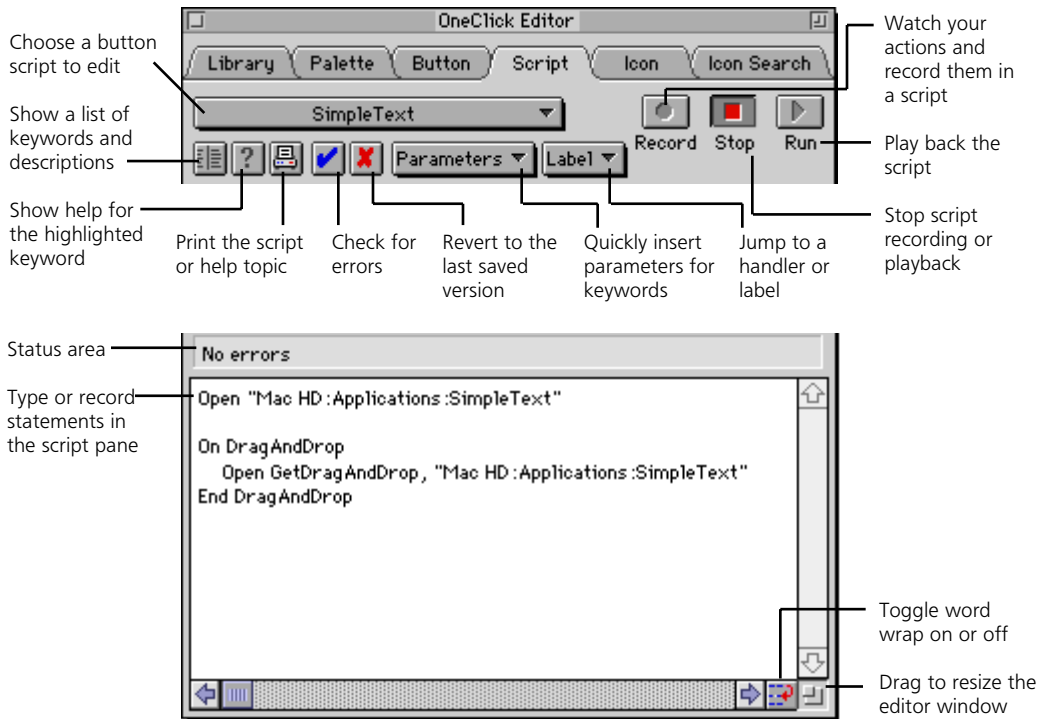 OneClick Editor
Choose a button
script to edit
Watch your
actions and
record them in
a script
Library Palette Button Script Icon Icon Search
SimpleText
Record Stop Run
Show a list of
keywords and
descriptions
? Parameters Label
Play back the
script
Show help for
the highlighted
keyword
Print the script
or help topic
Check for
errors
Revert to the
last saved
version
Quickly insert
parameters for
keywords
Jump to a
handler or
label
Stop script
recording or
playback
Status area
No errors
Type or record
statements in
the script pane
Open "Mac HD:Applications:SimpleText"
On DragAndDrop
Open GetDragAndDrop, "Mac HD:Applications:SimpleText"
End DragAndDrop
Toggle word
wrap on or off
Drag to resize the
editor window